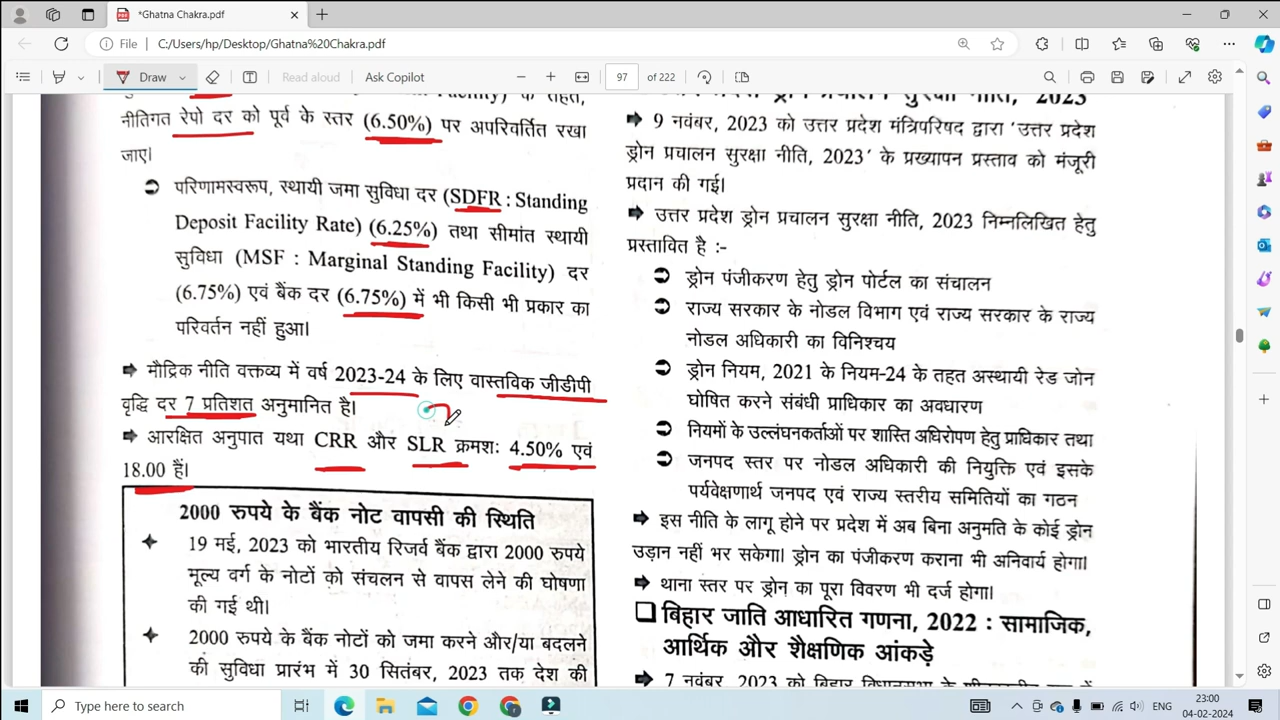 *Ghatna Chakra.pdf
File
C:/Users/hp/Desktop/Ghatna%20Chakra.pdf
Draw
Read aloud
Ask Copilot
97
of 222
के तहत,
नीतिगत रेपो दर को पूर्व के स्तर (6.50%) पर अपरिवर्तित रखा
जाए।
परिणामस्वरूप, स्थायी जमा सुविधा दर (SDFR : Standing
Deposit Facility Rate) (6.25%) तथा सीमांत स्थायी
सुविधा (MSF : Marginal Standing Facility) दर
(6.75%) एवं बैंक दर (6.75%) में भी किसी भी प्रकार का
परिवर्तन नहीं हुआ।
मौद्रिक नीति वक्तव्य में वर्ष 2023-24 के लिए वास्तविक जीडीपी
वृद्धि दर 7 प्रतिशत अनुमानित है।
आरक्षित अनुपात यथा CRR और SLR क्रमशः 4.50% एवं
18.00 हैं।
2000 रुपये के बैंक नोट वापसी की स्थिति
19 मई, 2023 को भारतीय रिजर्व बैंक द्वारा 2000 रुपये
मूल्य वर्ग के नोटों को संचलन से वापस लेने की घोषणा
की गई थी।
2000 रुपये के बैंक नोटों को जमा करने और/या बदलने
की सुविधा प्रारंभ में 30 सितंबर, 2023 तक देश की
ड्रोन प्रचालन सुरक्षा नीति, 2023
9 नवंबर, 2023 को उत्तर प्रदेश मंत्रिपरिषद द्वारा 'उत्तर प्रदेश
ड्रोन प्रचालन सुरक्षा नीति, 2023' के प्रख्यापन प्रस्ताव को मंजूरी
प्रदान की गई।
उत्तर प्रदेश ड्रोन प्रचालन सुरक्षा नीति, 2023 निम्नलिखित हेतु
प्रस्तावित है :-
ड्रोन पंजीकरण हेतु ड्रोन पोर्टल का संचालन
राज्य सरकार के नोडल विभाग एवं राज्य सरकार के राज्य
नोडल अधिकारी का विनिश्चय
ड्रोन नियम, 2021 के नियम-24 के तहत अस्थायी रेड जोन
घोषित करने संबंधी प्राधिकार का अवधारण
नियमों के उल्लंघनकर्ताओं पर शास्ति अधिरोपण हेतु प्राधिकार तथा
जनपद स्तर पर नोडल अधिकारी की नियुक्ति एवं इसके
पर्यवेक्षणार्थ जनपद एवं राज्य स्तरीय समितियों का गठन
इस नीति के लागू होने पर प्रदेश में अब बिना अनुमति के कोई ड्रोन
उड़ान नहीं भर सकेगा। ड्रोन का पंजीकरण कराना भी अनिवार्य होगा।
थाना स्तर पर ड्रोन का पूरा विवरण भी दर्ज होगा।
बिहार जाति आधारित गणना, 2022 : सामाजिक,
आर्थिक और शैक्षणिक आंकड़े
7 नवंबर, 2023 को बिहार विधानसभा के
Type here to search
ENG
23:00
04-02-2024